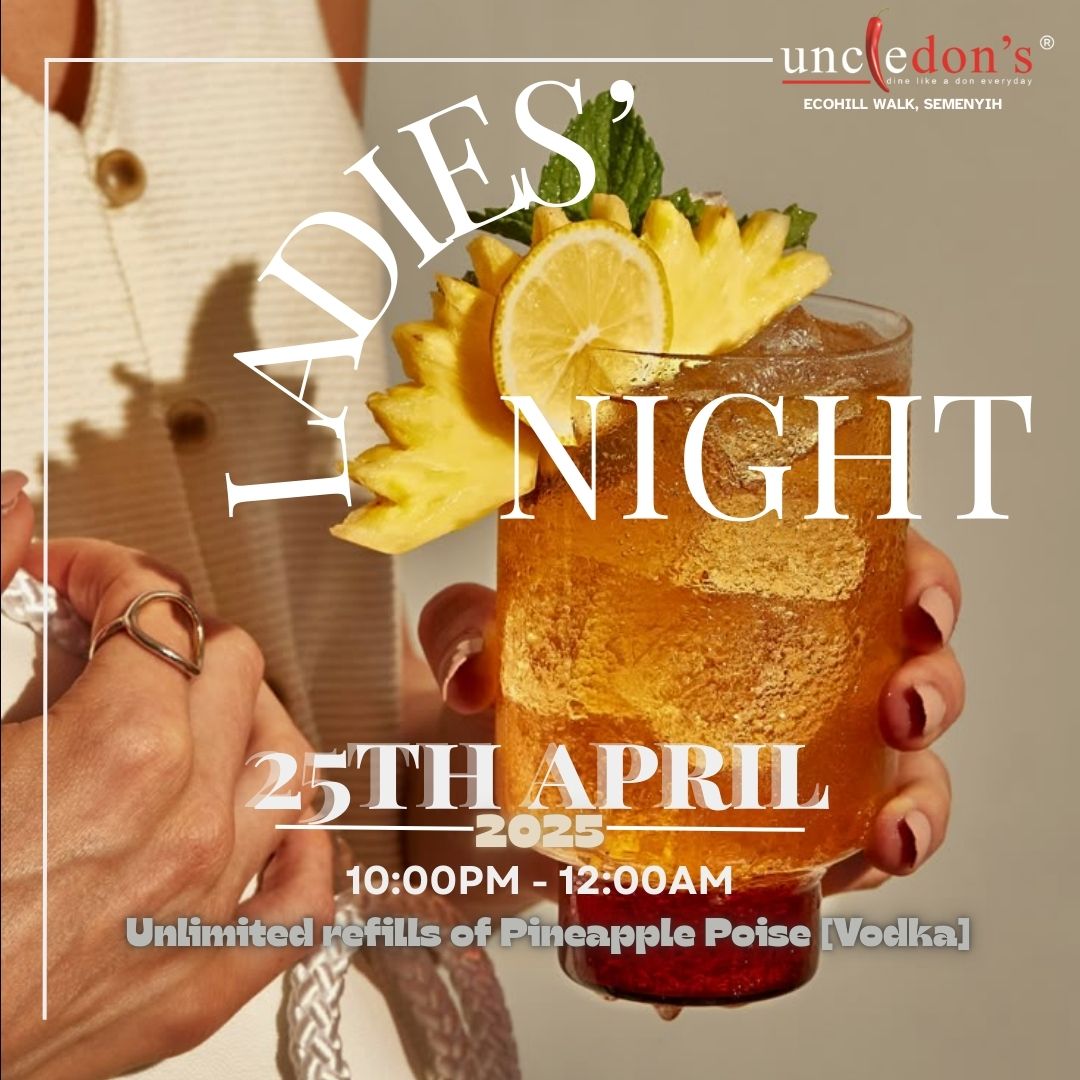 uncledon's®
dine like a don everyday
ECOHILL WALK, SEMENYIH
LADIES'
NIGHT
25TH APRIL
2025
10:00PM - 12:00AM
Unlimited refills of Pineapple Poise [Vodka]